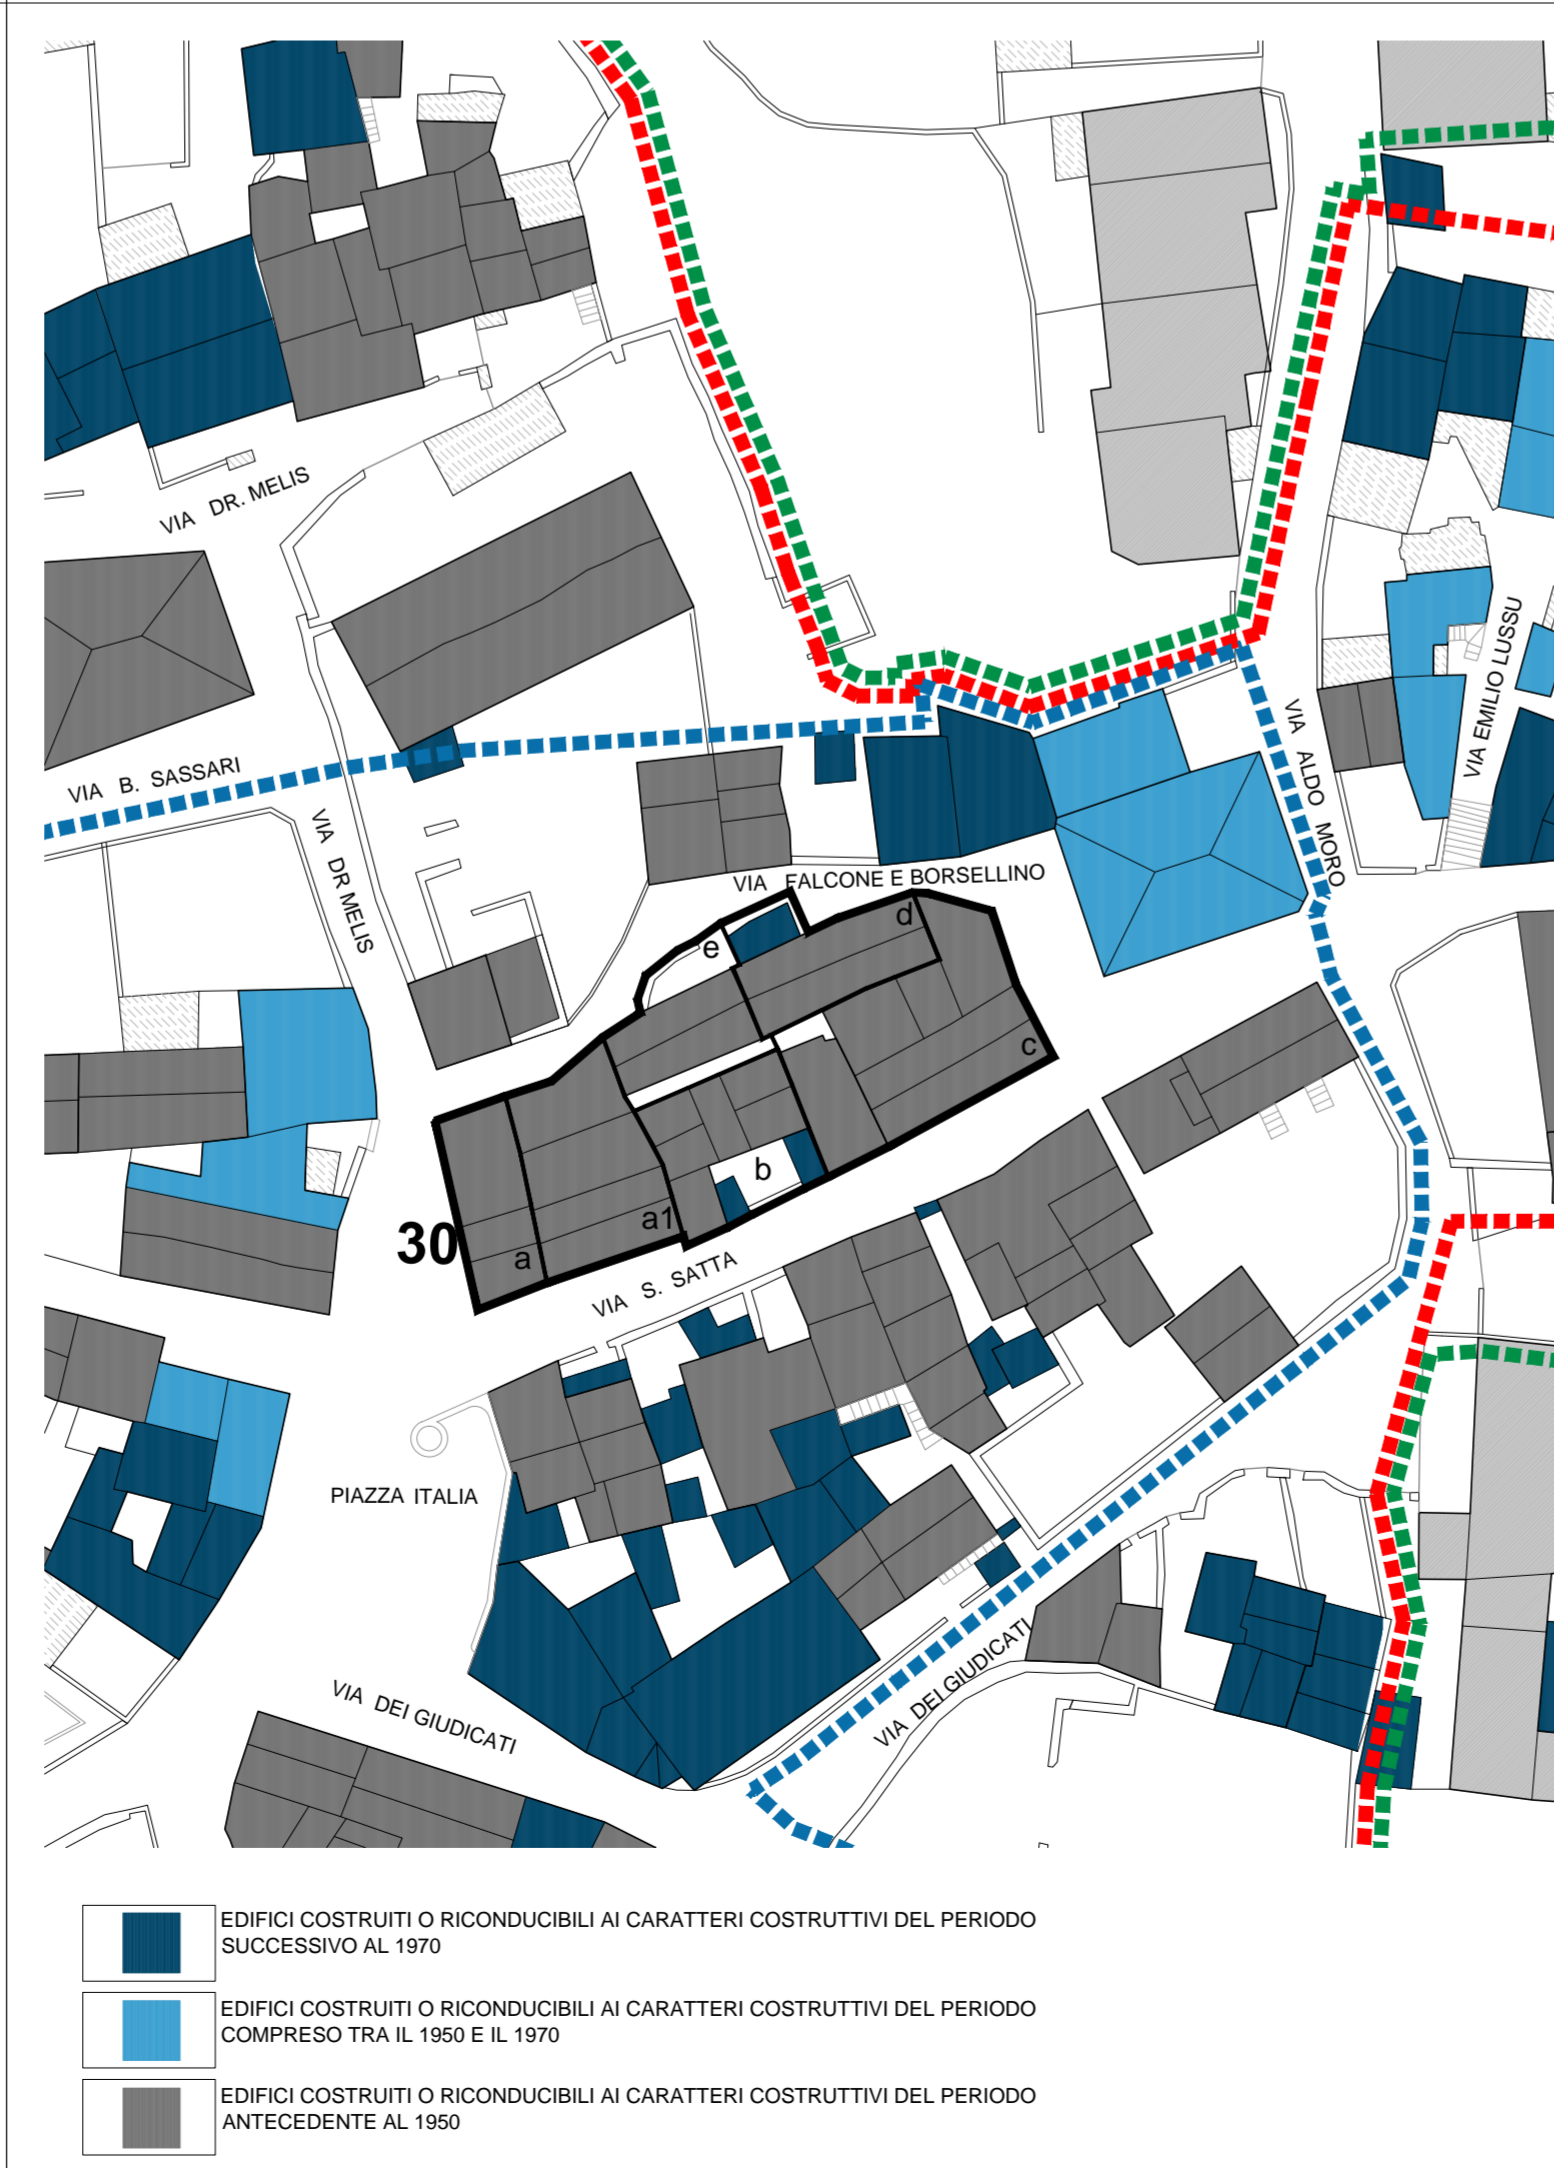 VIA DR. MELIS
VIA B. SASSARI
VIA DR MELIS
VIA FALCONE E BORSELLINO
VIA ALDO MORO
VIA EMILIO LUSSU
d
e
c
b
a1
a
30
VIA S. SATTA
PIAZZA ITALIA
VIA DEI GIUDICATI
VIA DEI GIUDICATI
EDIFICI COSTRUITI O RICONDUCIBILI AI CARATTERI COSTRUTTIVI DEL PERIODO
SUCCESSIVO AL 1970
EDIFICI COSTRUITI O RICONDUCIBILI AI CARATTERI COSTRUTTIVI DEL PERIODO
COMPRESO TRA IL 1950 E IL 1970
EDIFICI COSTRUITI O RICONDUCIBILI AI CARATTERI COSTRUTTIVI DEL PERIODO
ANTECEDENTE AL 1950